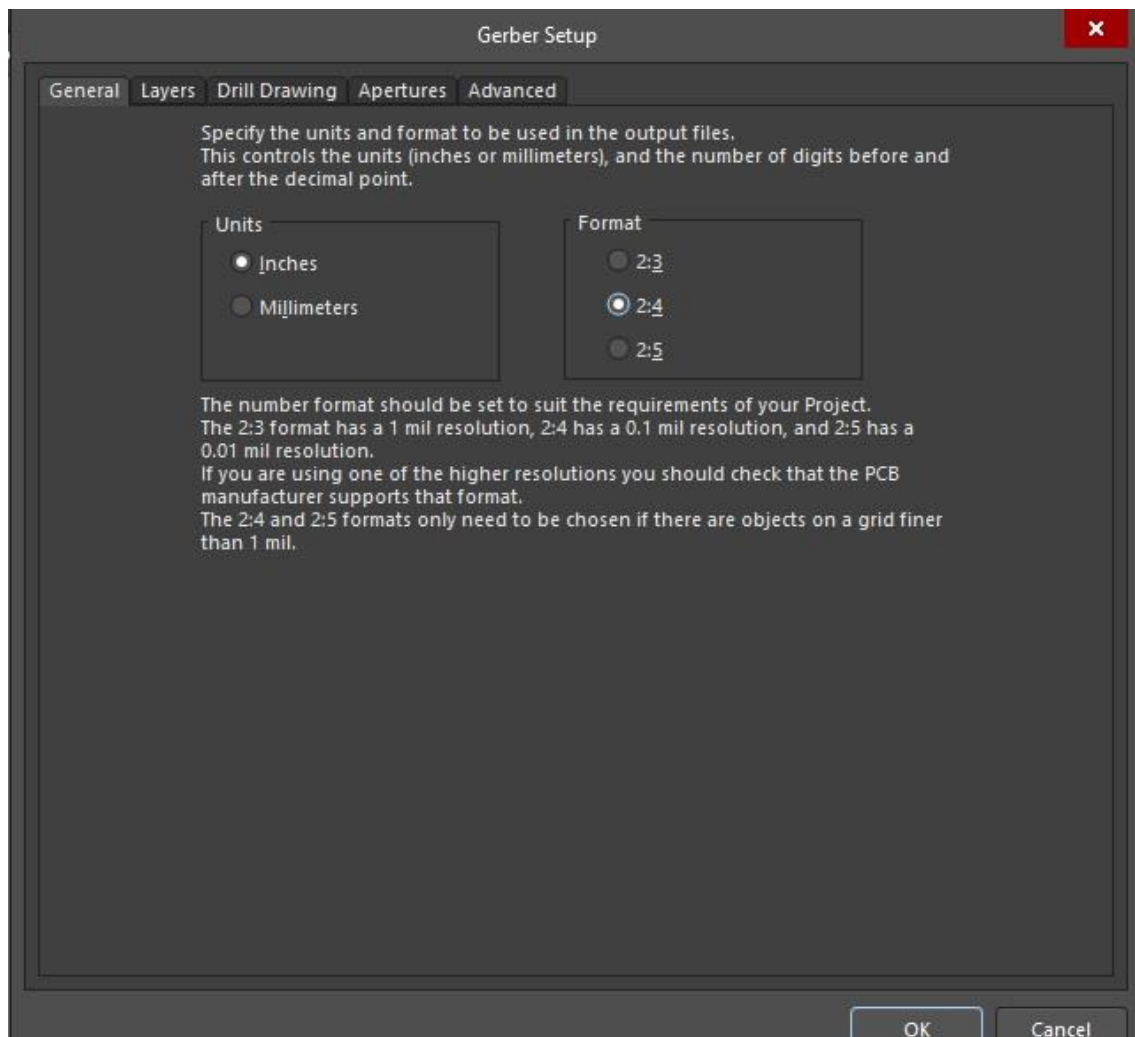 Gerber Setup
General Layers Drill Drawing Apertures Advanced
Specify the units and format to be used in the output files.
This controls the units (inches or millimeters), and the number of digits before and
after the decimal point.
Units
Inches
Millimeters
Format
2:3
2:4
2:5
The number format should be set to suit the requirements of your Project.
The 2:3 format has a 1 mil resolution, 2:4 has a 0.1 mil resolution, and 2:5 has a
0.01 mil resolution.
If you are using one of the higher resolutions you should check that the PCB
manufacturer supports that format.
The 2:4 and 2:5 formats only need to be chosen if there are objects on a grid finer
than 1 mil.
OK Cancel